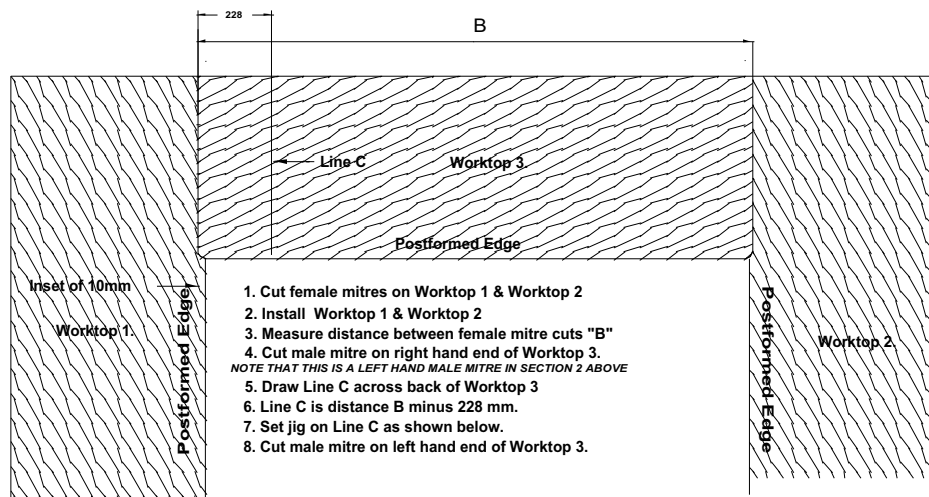 228
B
Line C
Worktop 3.
Postformed Edge
Inset of 10mm
Worktop 1.
Postformed Edge
1. Cut female mitres on Worktop 1 & Worktop 2
2. Install Worktop 1 & Worktop 2
3. Measure distance between female mitre cuts "B"
4. Cut male mitre on right hand end of Worktop 3.
NOTE THAT THIS IS A LEFT HAND MALE MITRE IN SECTION 2 ABOVE
5. Draw Line C across back of Worktop 3
6. Line C is distance B minus 228 mm.
7. Set jig on Line C as shown below.
8. Cut male mitre on left hand end of Worktop 3.
Postformed Edge
Worktop 2.